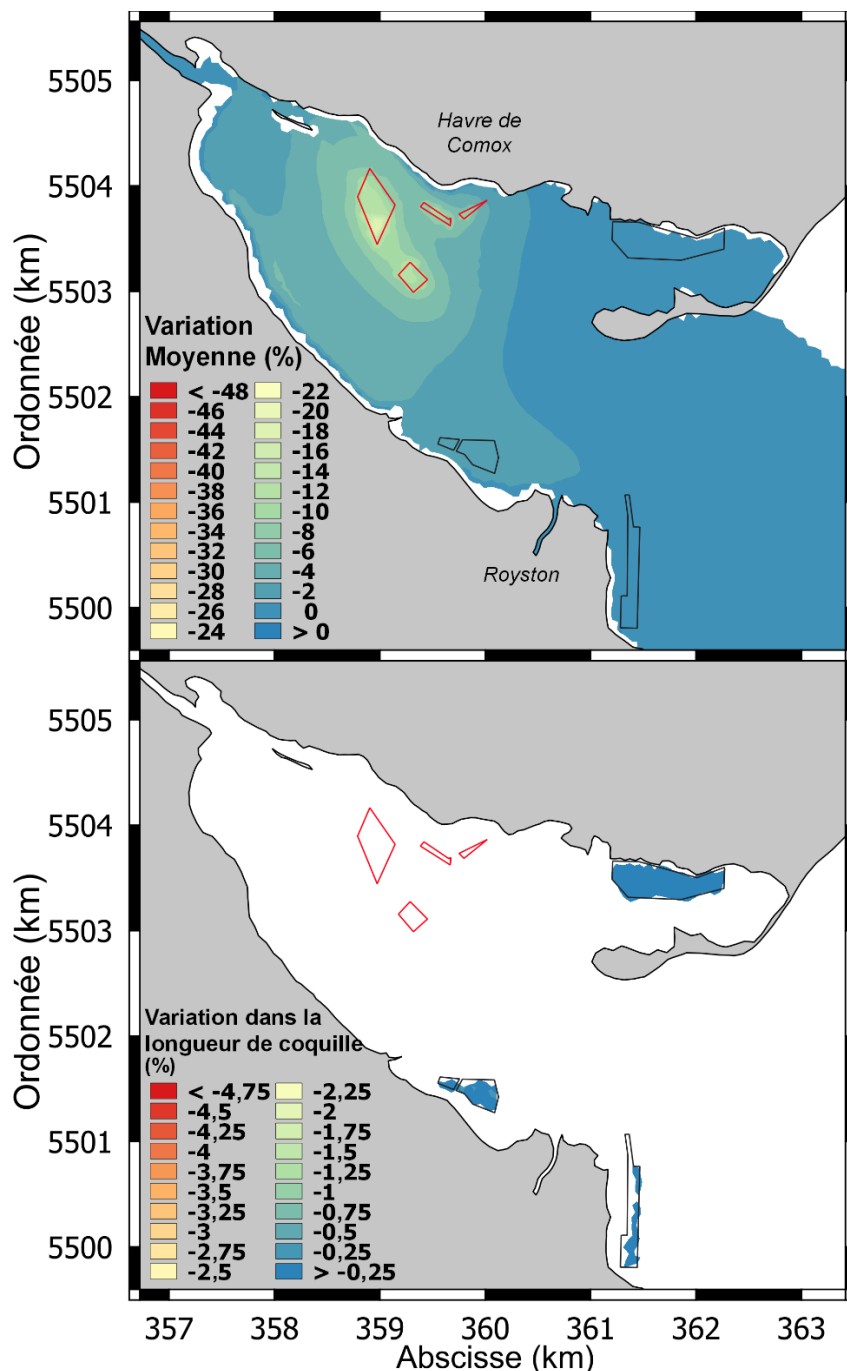 5505
Havre de
Comox
5504
5503
Ordonnée (km)
Variation
Moyenne (%)
< -48 -22
-46 -20
-44 -18
-42 -16
-40 -14
-38 -12
-36 -10
-34 -8
-32 -6
-30 -4
-28 -2
-26 0
-24 > 0
5502
5501
5500
Royston
5505
5504
5503
5502
5501
5500
Ordonnée (km)
Variation dans la
longueur de coquille
(%)
< -4,75 -2,25
-4,5 -2
-4,25 -1,75
-4 -1,5
-3,75 -1,25
-3,5 -1
-3,25 -0,75
-3 -0,5
-2,75 -0,25
-2,5 > -0,25
357 358 359 360 361 362 363
Abscisse (km)